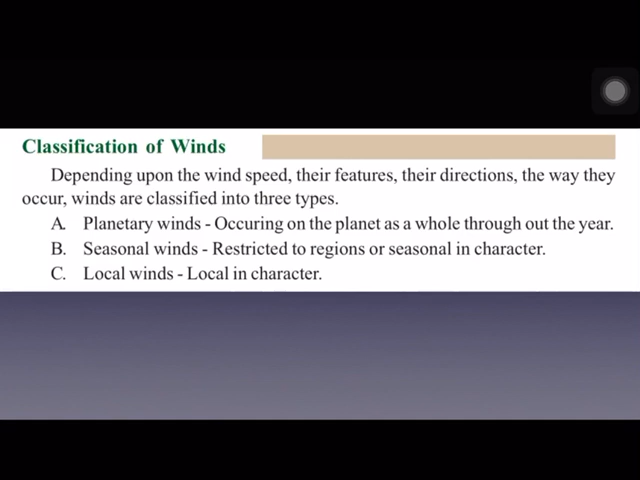 Classification of Winds
Depending upon the wind speed, their features, their directions, the way they
occur, winds are classified into three types.
A. Planetary winds - Occuring on the planet as a whole through out the year.
B. Seasonal winds - Restricted to regions or seasonal in character.
C. Local winds - Local in character.